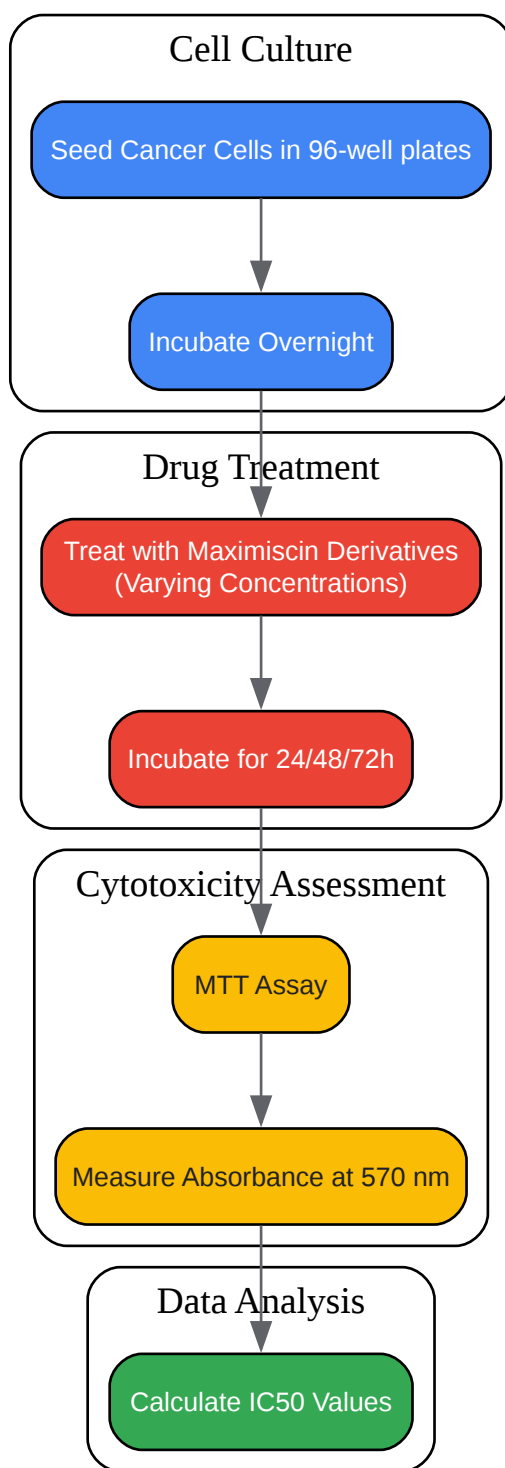 Cell Culture
Seed Cancer Cells in 96-well plates
Incubate Overnight
Drug Treatment
Treat with Maximiscin Derivatives
(Varying Concentrations)
Incubate for 24/48/72h
Cytotoxicity Assessment
MTT Assay
Measure Absorbance at 570 nm
Data Analysis
Calculate IC50 Values